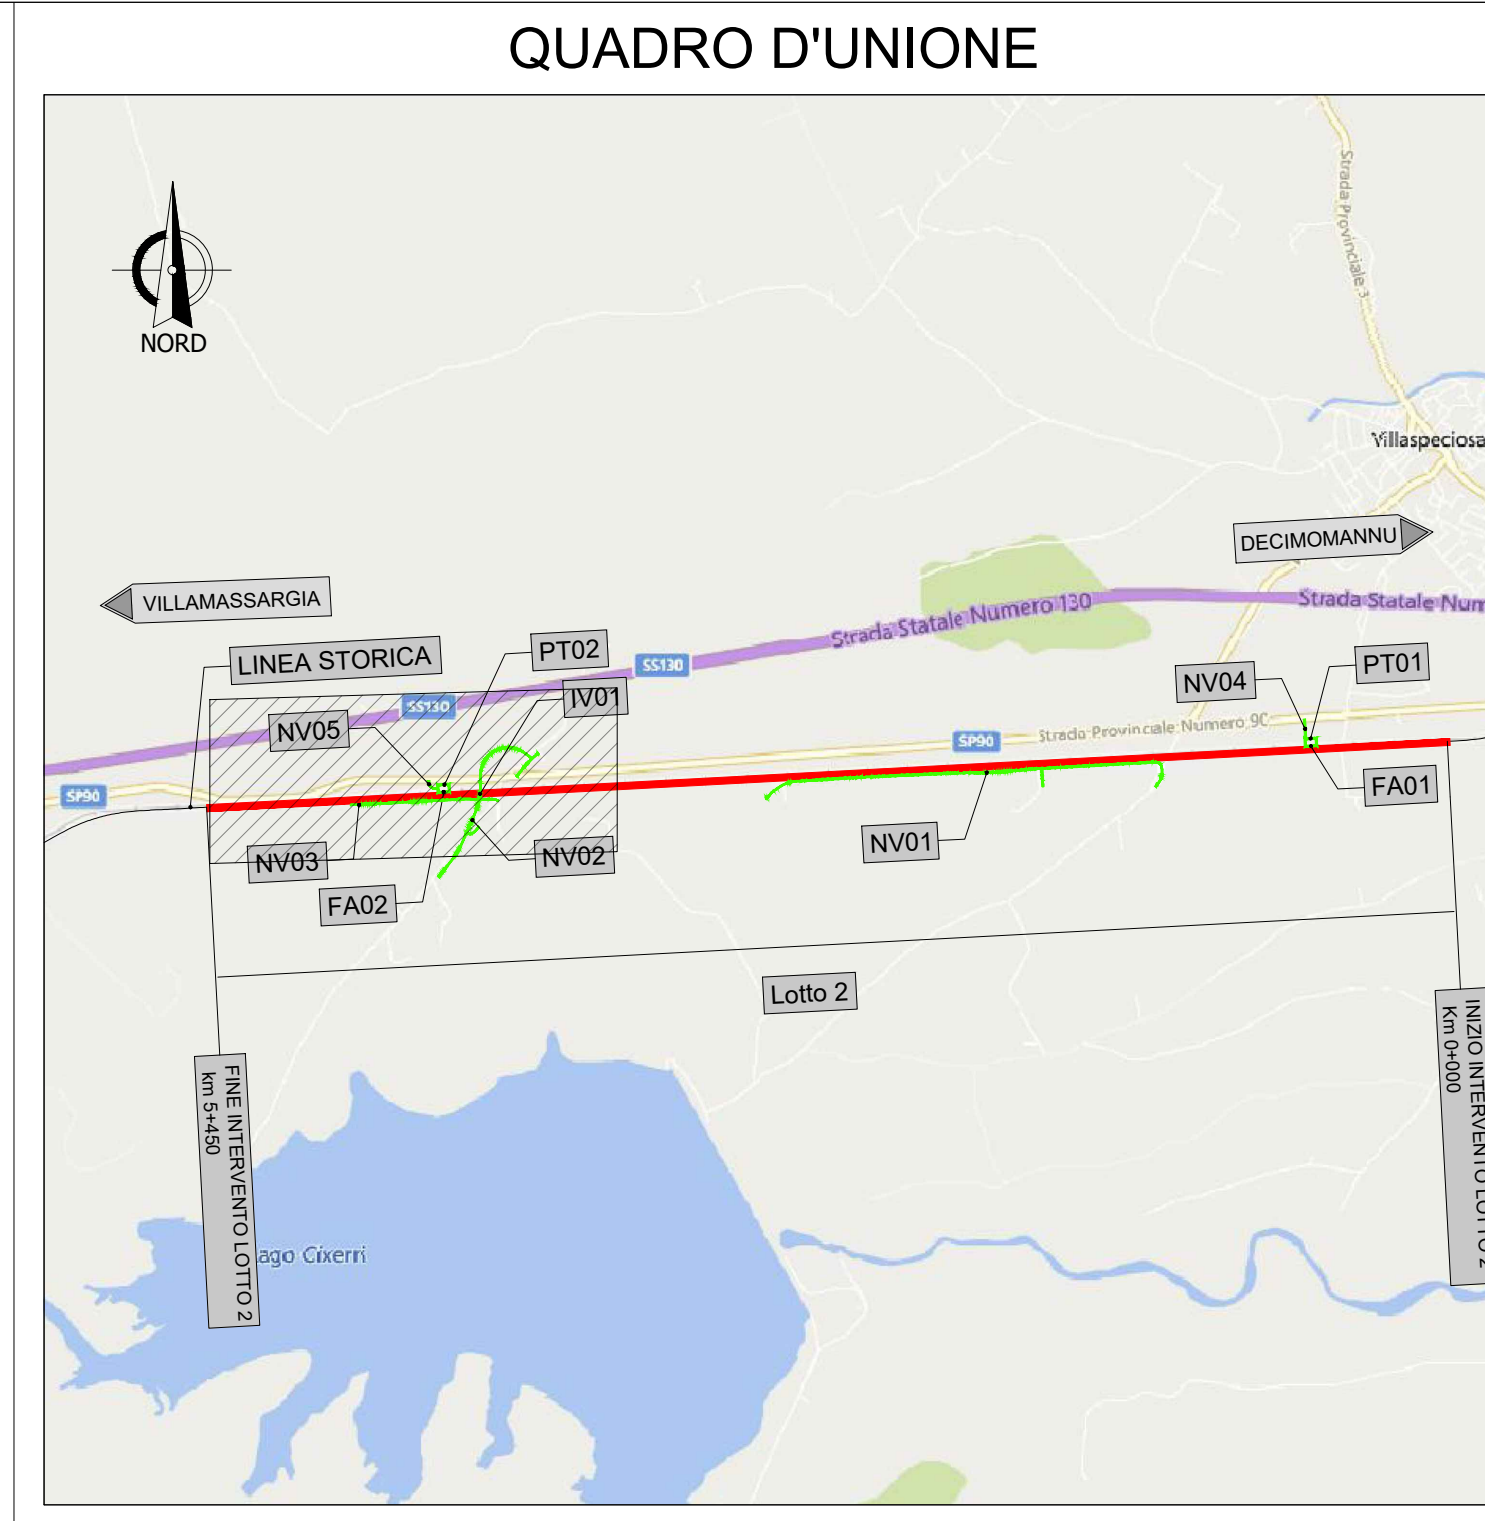 QUADRO D'UNIONE
NORD
Strada Provinciale 3
Villaspeciosa
DECIMOMANNU
VILLAMASSARGIA
Strada Statale Numero 130
Strada Statale Num
LINEA STORICA
PT02
SS130
IV01
SS130
NV05
NV04
PT01
SP90
Strada Provinciale Numero 90
SP90
FA01
NV03
NV02
NV01
FA02
Lotto 2
INIZIO INTERVENTO LOTTO 2
Km 0+000
FINE INTERVENTO LOTTO 2
km 5+450
ago Cixerri